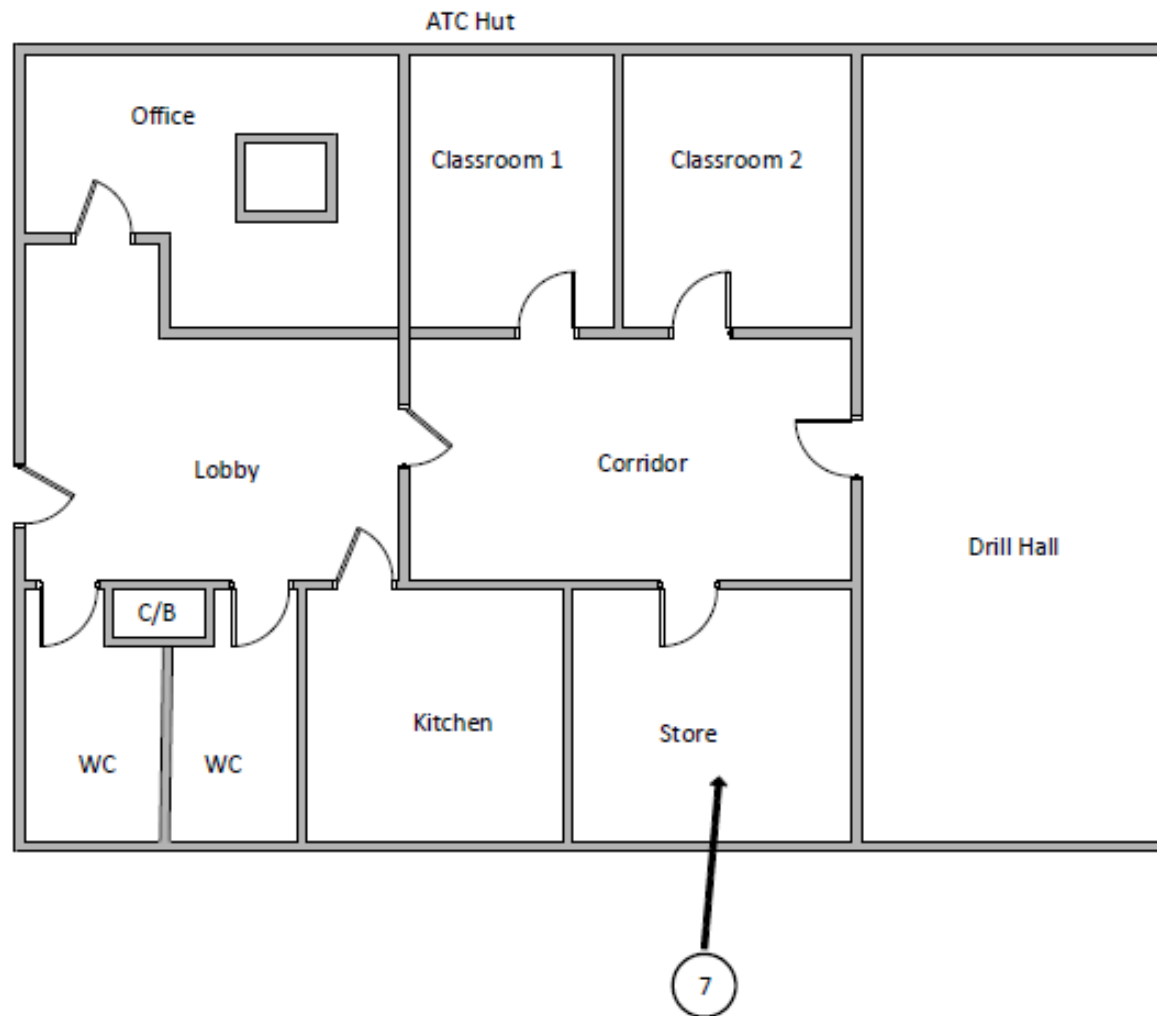 ATC Hut
Office
Classroom 1
Classroom 2
Lobby
Corridor
Drill Hall
C/B
Kitchen
Store
WC
WC
7